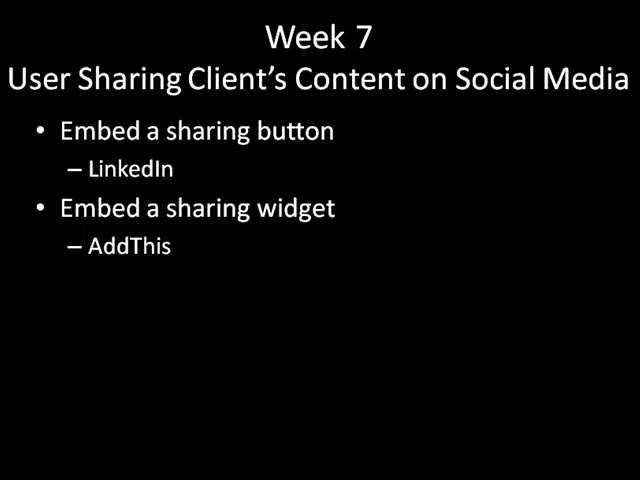 Week 7
User Sharing Client's Content on Social Media
• Embed a sharing button
– LinkedIn
• Embed a sharing widget
– AddThis